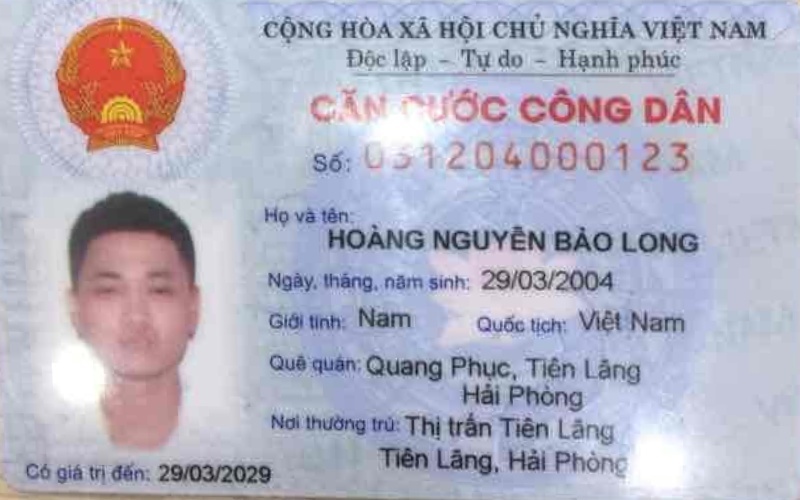 CỘNG HÒA XÃ HỘI CHỦ NGHĨA VIỆT NAM
Độc lập – Tự do – Hạnh phúc
CĂN CƯỚC CÔNG DÂN
Số: 031204000123
Họ và tên:
HOÀNG NGUYỄN BẢO LONG
Ngày, tháng, năm sinh: 29/03/2004
Giới tính: Nam Quốc tịch: Việt Nam
Quê quán: Quang Phục, Tiên Lãng
Hải Phòng
Nơi thường trú: Thị trấn Tiên Lãng
Tiên Lãng, Hải Phòng
Có giá trị đến: 29/03/2029